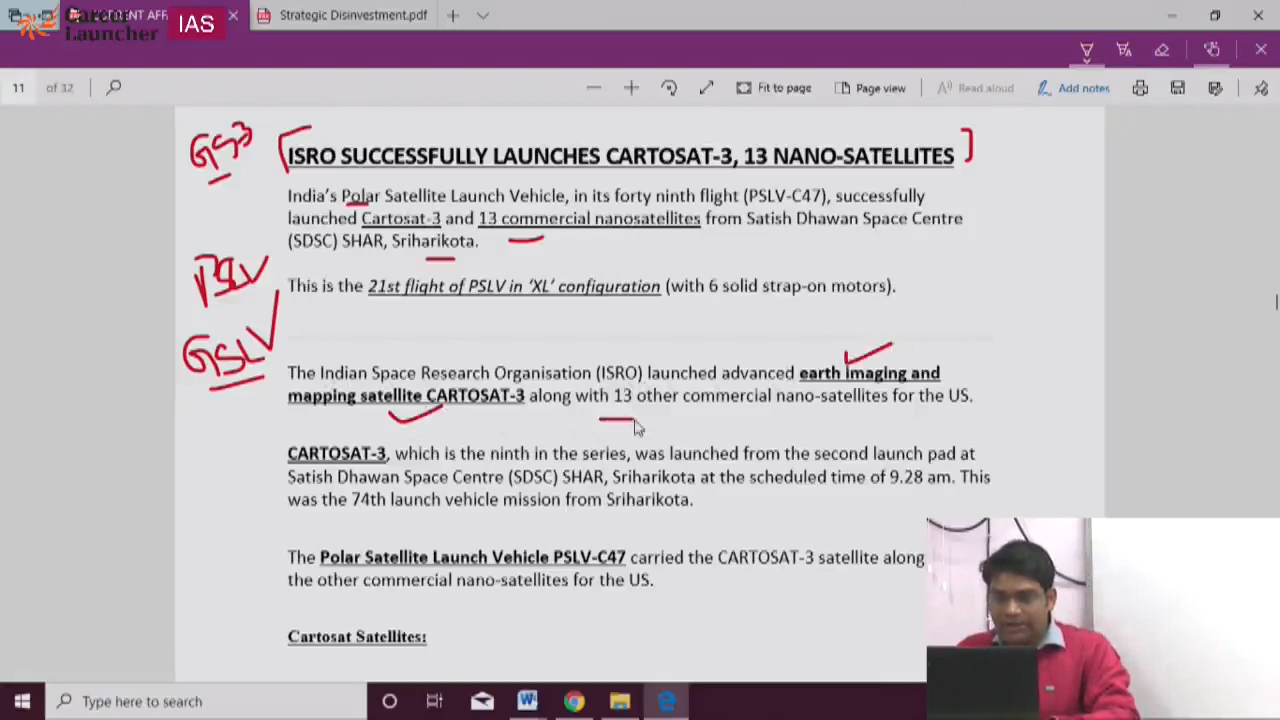 CURRENT AFF
Strategic Disinvestment.pdf
Career
Launcher
IAS
11 of 32
Fit to page
Page view
Read aloud
Add notes
GS3
ISRO SUCCESSFULLY LAUNCHES CARTOSAT-3, 13 NANO-SATELLITES
India's Polar Satellite Launch Vehicle, in its forty ninth flight (PSLV-C47), successfully
launched Cartosat-3 and 13 commercial nanosatellites from Satish Dhawan Space Centre
(SDSC) SHAR, Sriharikota.
PSLV
This is the 21st flight of PSLV in 'XL' configuration (with 6 solid strap-on motors).
GSLV
The Indian Space Research Organisation (ISRO) launched advanced earth imaging and
mapping satellite CARTOSAT-3 along with 13 other commercial nano-satellites for the US.
CARTOSAT-3, which is the ninth in the series, was launched from the second launch pad at
Satish Dhawan Space Centre (SDSC) SHAR, Sriharikota at the scheduled time of 9.28 am. This
was the 74th launch vehicle mission from Sriharikota.
The Polar Satellite Launch Vehicle PSLV-C47 carried the CARTOSAT-3 satellite along
the other commercial nano-satellites for the US.
Cartosat Satellites:
Type here to search